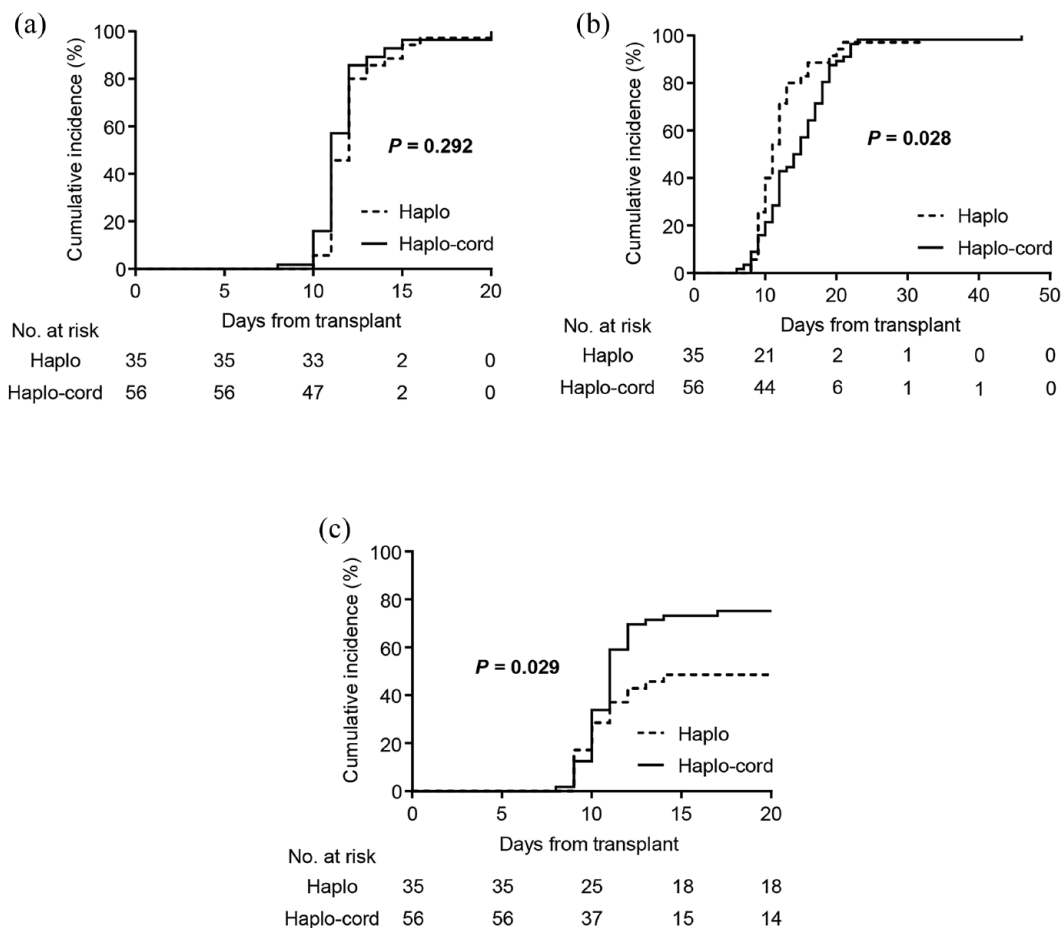 (a)
Cumulative incidence (%)
100
80
60
40
20
0
P = 0.292
Haplo
Haplo-cord
0 5 10 15 20
Days from transplant
No. at risk
Haplo 35 35 33 2 0
Haplo-cord 56 56 47 2 0
(b)
Cumulative incidence (%)
100
80
60
40
20
0
P = 0.028
Haplo
Haplo-cord
0 10 20 30 40 50
Days from transplant
No. at risk
Haplo 35 21 2 1 0 0
Haplo-cord 56 44 6 1 1 0
(c)
Cumulative incidence (%)
100
80
60
40
20
0
P = 0.029
Haplo
Haplo-cord
0 5 10 15 20
Days from transplant
No. at risk
Haplo 35 35 25 18 18
Haplo-cord 56 56 37 15 14